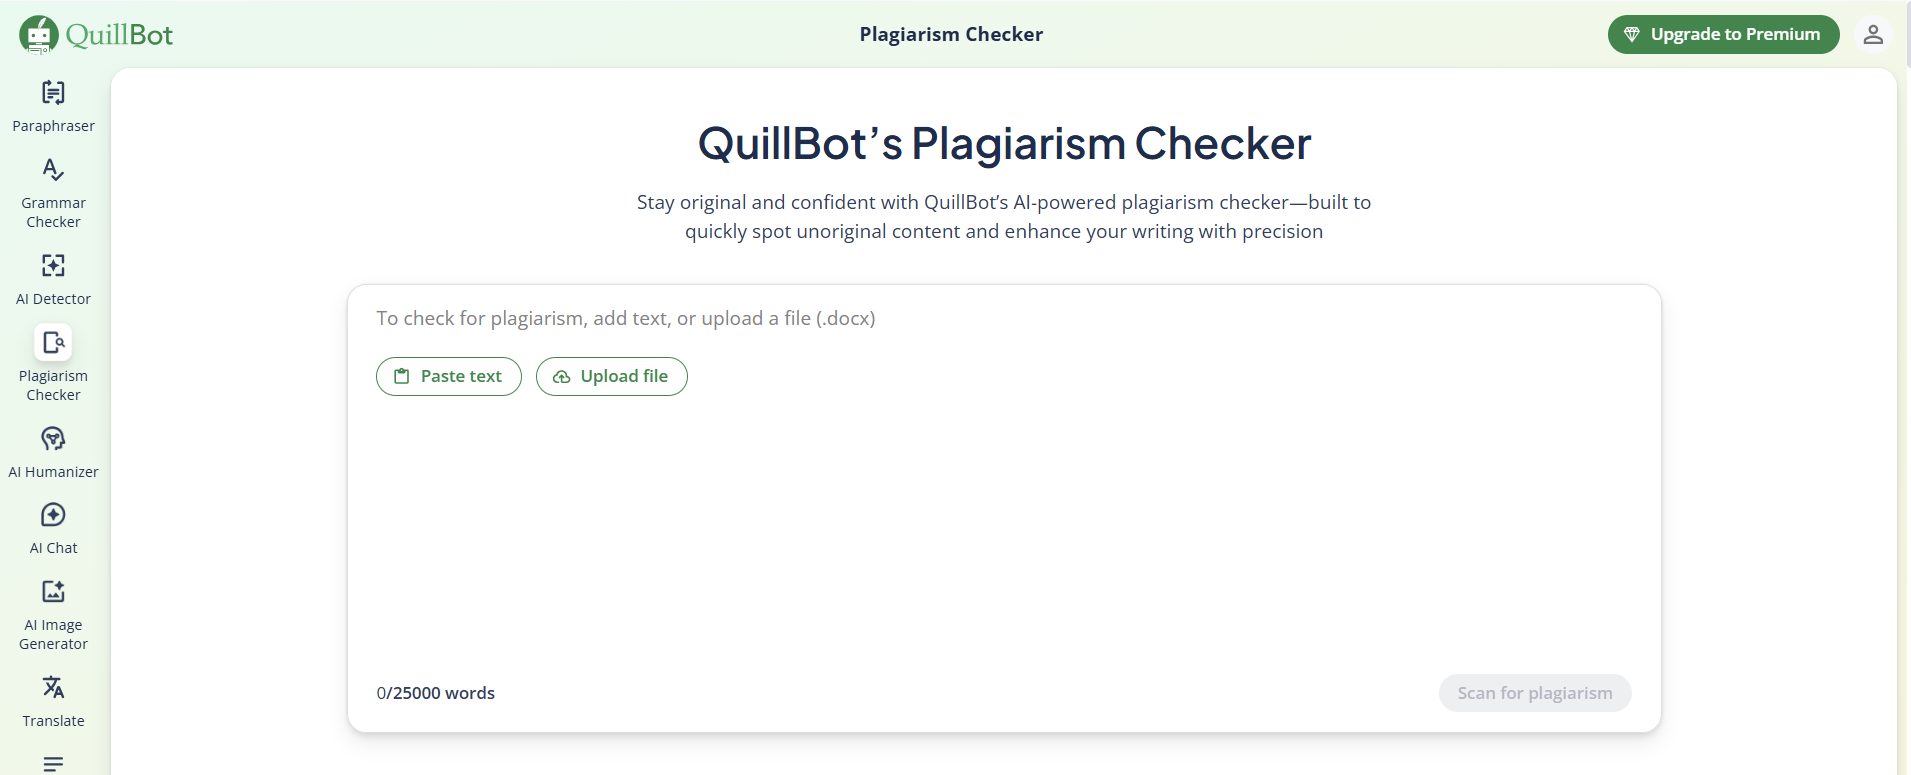 QuillBot
Plagiarism Checker
Upgrade to Premium
Paraphraser
Grammar
Checker
AI Detector
Plagiarism
Checker
AI Humanizer
AI Chat
AI Image
Generator
Translate
QuillBot’s Plagiarism Checker
Stay original and confident with QuillBot’s AI-powered plagiarism checker—built to
quickly spot unoriginal content and enhance your writing with precision
To check for plagiarism, add text, or upload a file (.docx)
Paste text
Upload file
0/25000 words
Scan for plagiarism